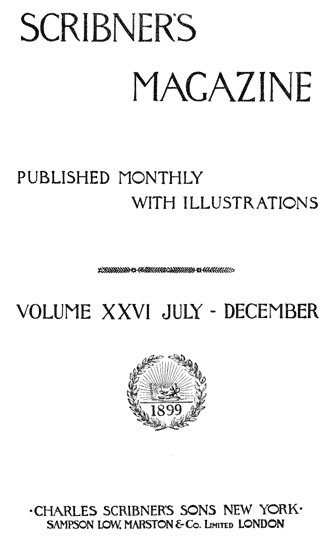 SCRIBNER'S
MAGAZINE
PUBLISHED MONTHLY
WITH ILLUSTRATIONS
VOLUME XXVI JULY - DECEMBER
1899
·CHARLES SCRIBNER'S SONS NEW YORK·
SAMPSON LOW, MARSTON & Co. LIMITED LONDON